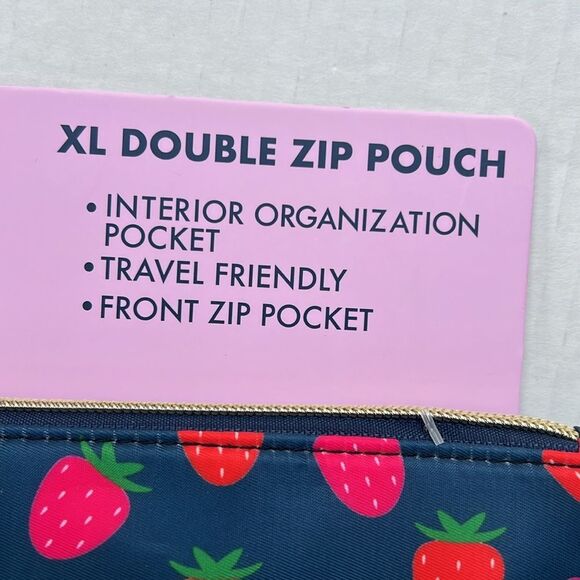 XL DOUBLE ZIP POUCH
• INTERIOR ORGANIZATION
POCKET
• TRAVEL FRIENDLY
• FRONT ZIP POCKET